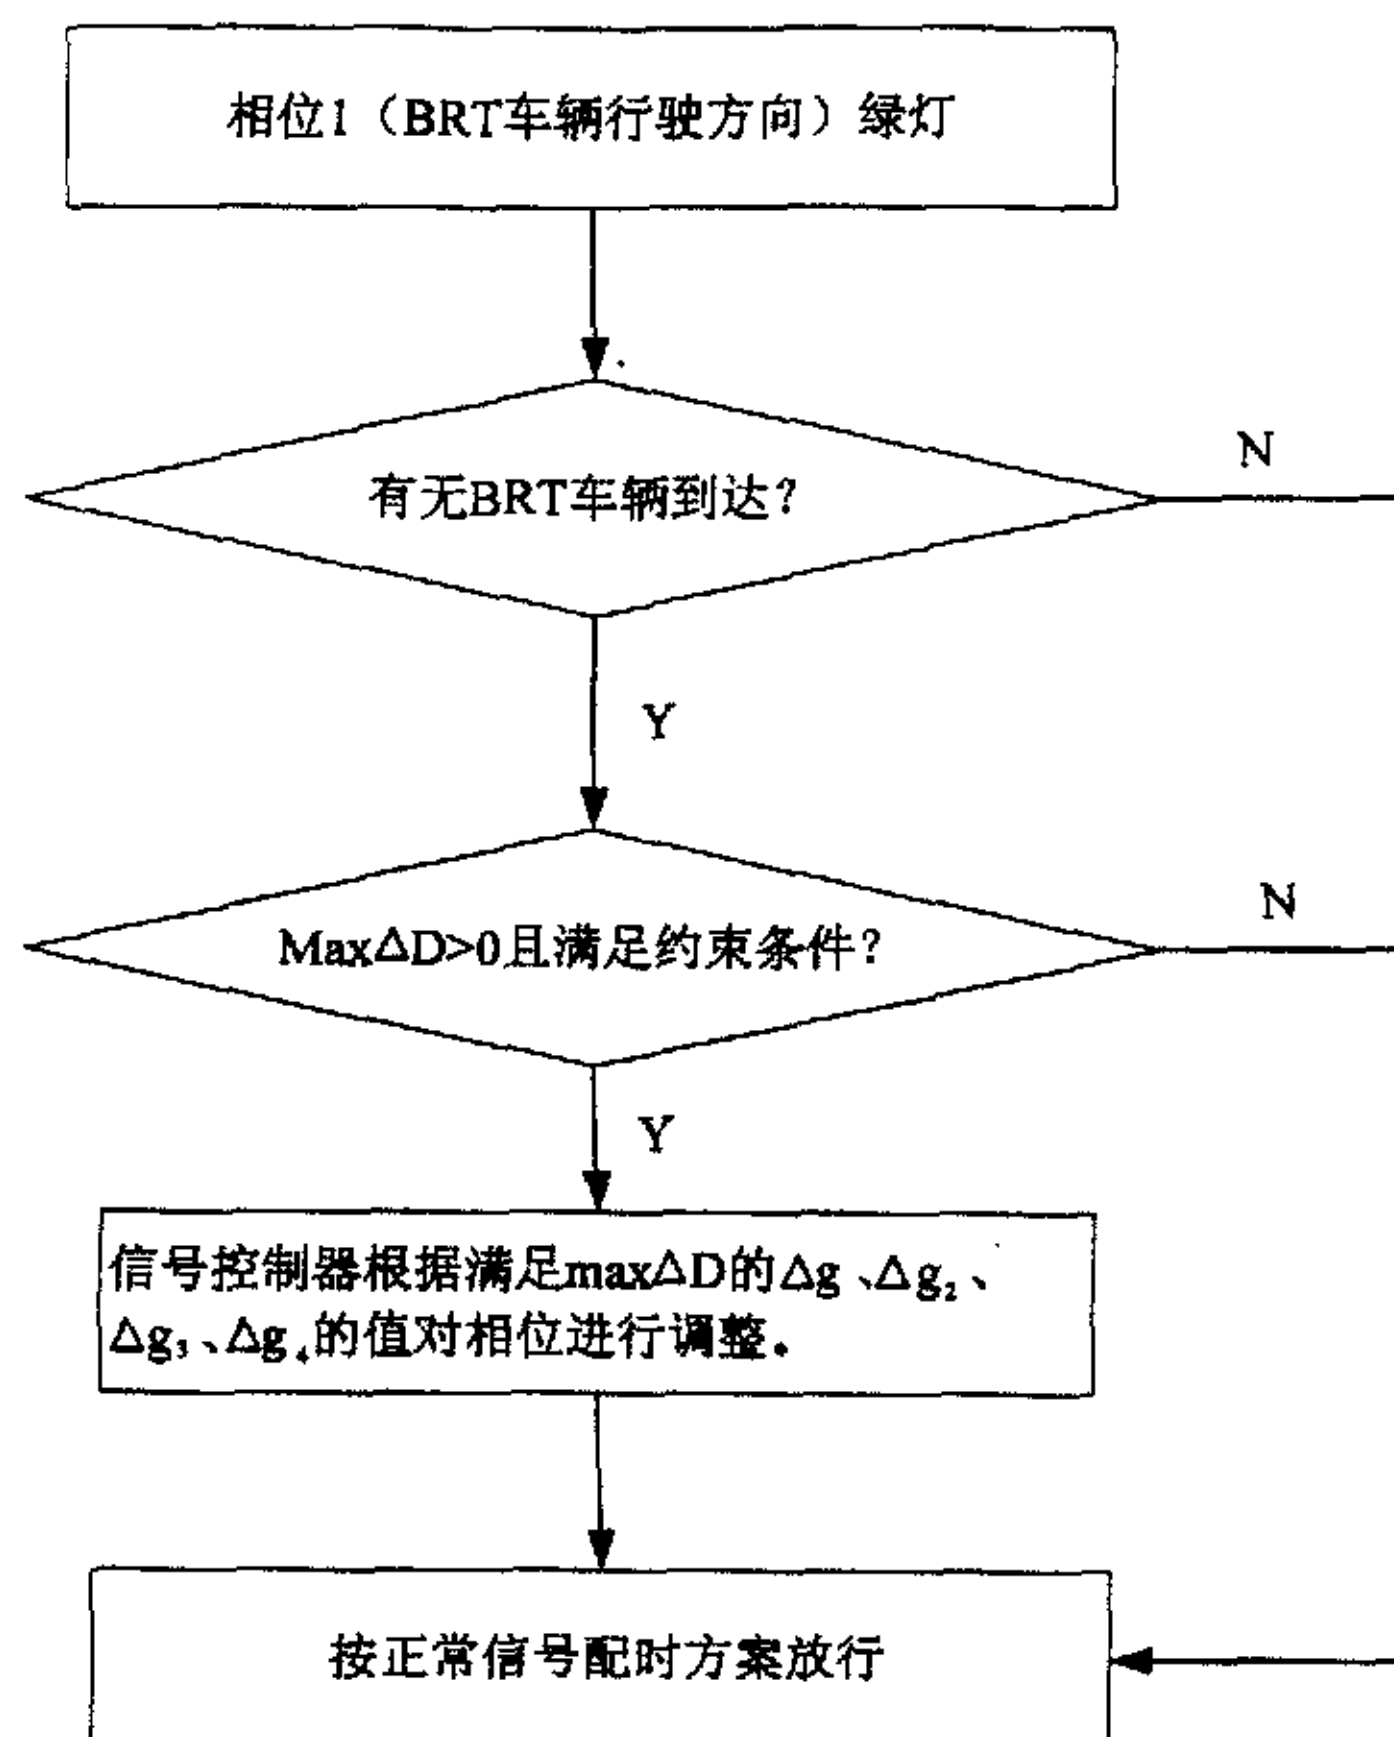 相位1（BRT车辆行驶方向）绿灯
有无BRT车辆到达？
N
Y
MaxΔD>0且满足约束条件？
N
Y
信号控制器根据满足maxΔD的Δg、Δg₂、
Δg₃、Δg₄的值对相位进行调整。
按正常信号配时方案放行